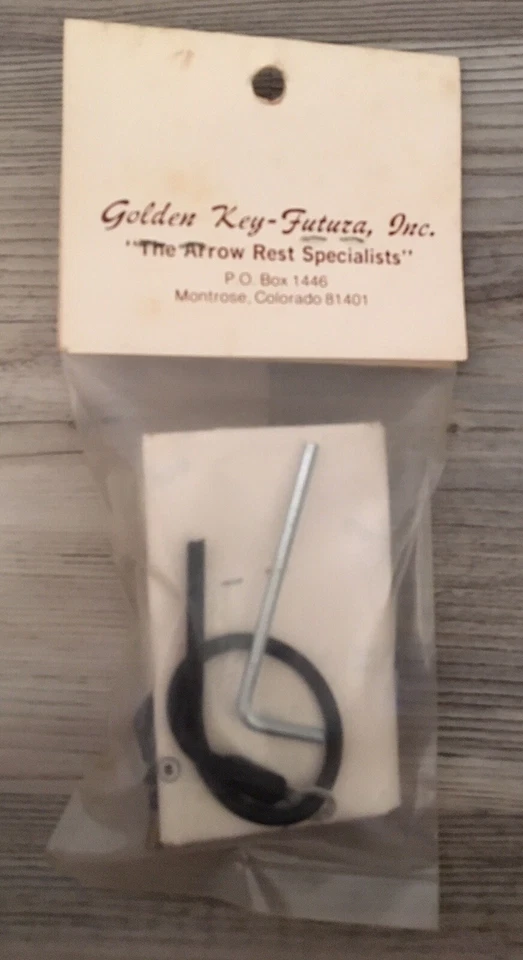 Golden Key-Futura, Inc.
"The Arrow Rest Specialists"
P.O. Box 1446
Montrose, Colorado 81401